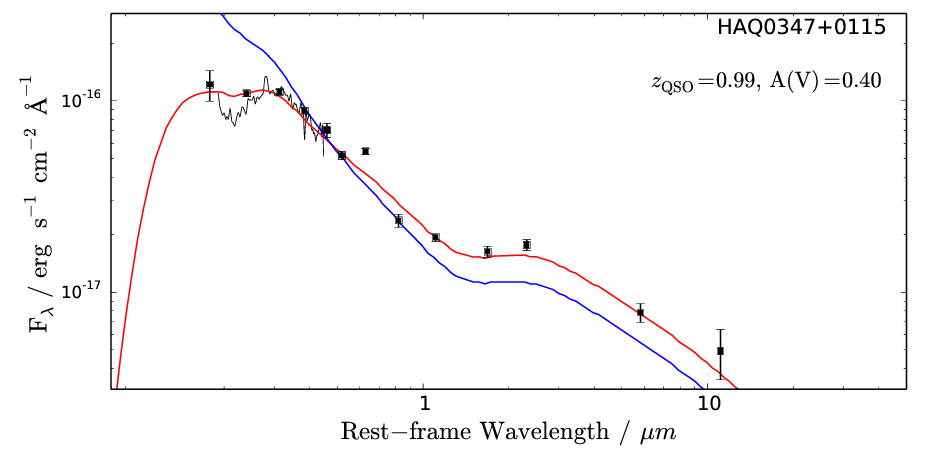 HAQ0347+0115
z_QSO=0.99, A(V)=0.40
F_λ / erg s⁻¹ cm⁻² Å⁻¹
10⁻¹⁶
10⁻¹⁷
1 10
Rest−frame Wavelength / μm